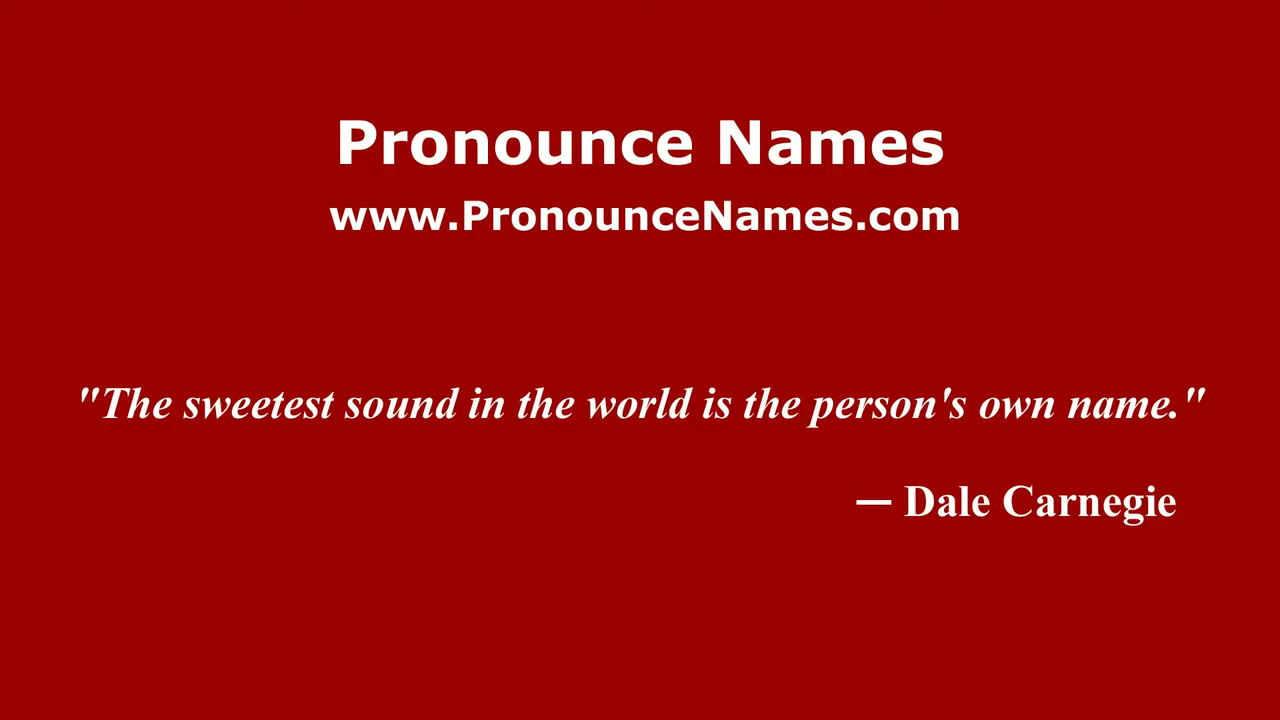 Pronounce Names
www.PronounceNames.com
"The sweetest sound in the world is the person's own name."
— Dale Carnegie